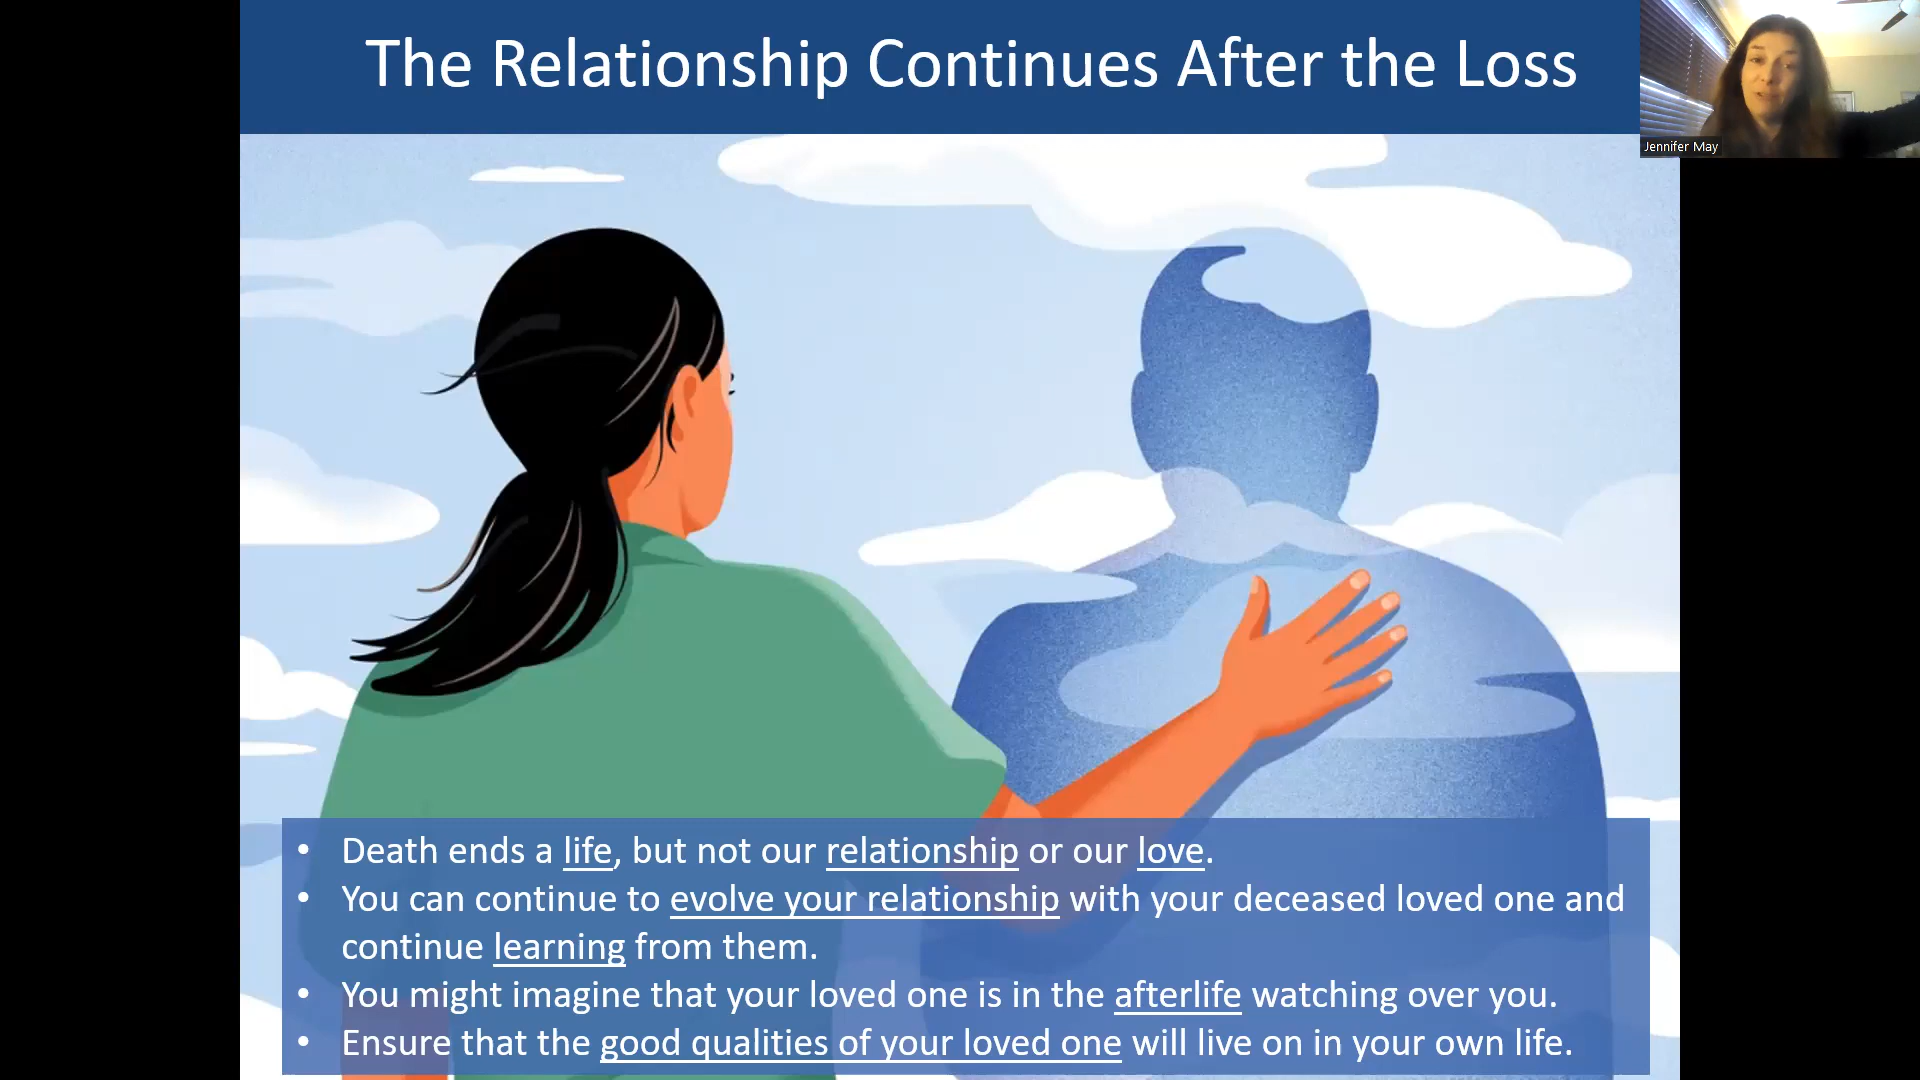 The Relationship Continues After the Loss
Jennifer May
• Death ends a life, but not our relationship or our love.
• You can continue to evolve your relationship with your deceased loved one and
continue learning from them.
• You might imagine that your loved one is in the afterlife watching over you.
• Ensure that the good qualities of your loved one will live on in your own life.